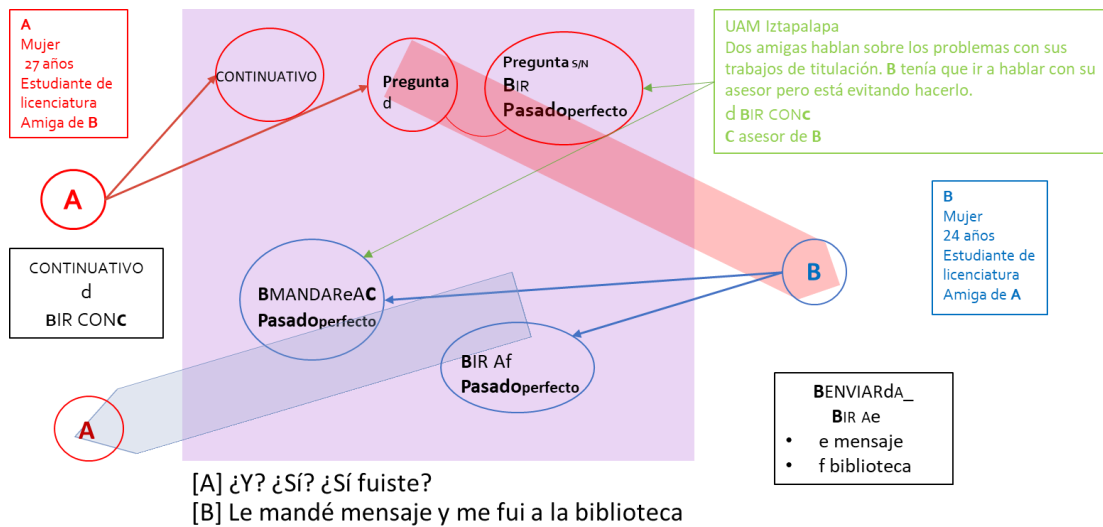 A
Mujer
27 años
Estudiante de
licenciatura
Amiga de B
A
CONTINUATIVO
d
BIR CONC
CONTINUATIVO
Pregunta
d
Pregunta S/N
BIR
Pasadoperfecto
UAM Iztapalapa
Dos amigas hablan sobre los problemas con sus
trabajos de titulación. B tenía que ir a hablar con su
asesor pero está evitando hacerlo.
d BIR CONC
C asesor de B
B
Mujer
24 años
Estudiante de
licenciatura
Amiga de A
B
BMANDAReAC
Pasadoperfecto
BIR Af
Pasadoperfecto
A
BENVIARdA_
BIR Ae
• e mensaje
• f biblioteca
[A] ¿Y? ¿Sí? ¿Sí fuiste?
[B] Le mandé mensaje y me fui a la biblioteca